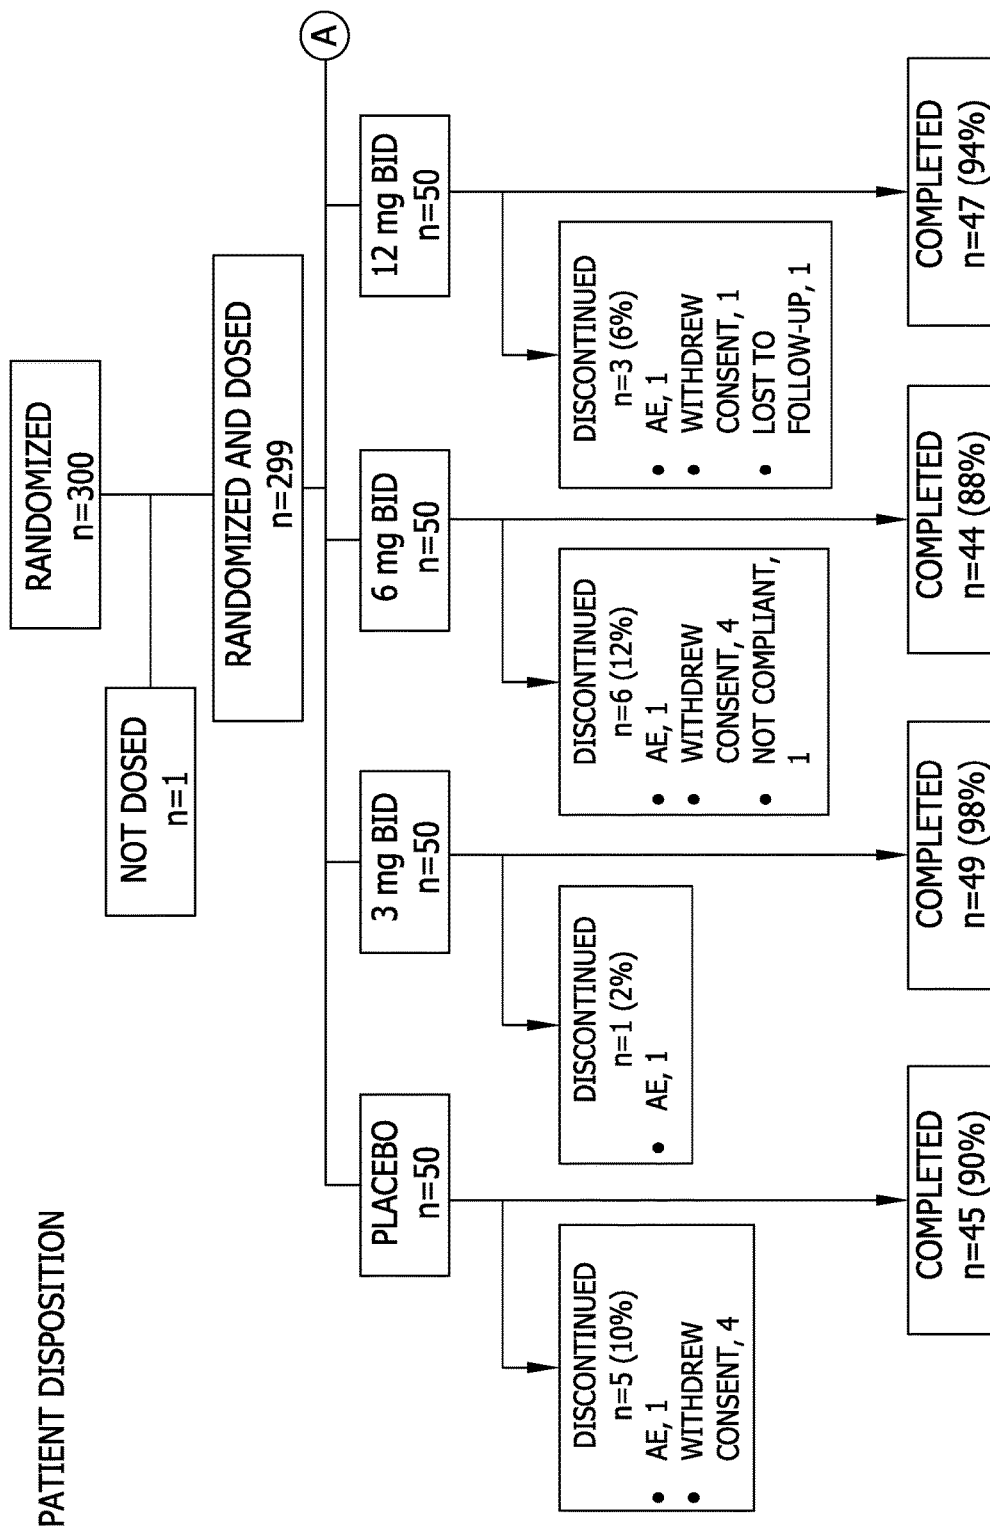 PATIENT DISPOSITION
RANDOMIZED
n=300
NOT DOSED
n=1
RANDOMIZED AND DOSED
n=299
A
PLACEBO
n=50
3 mg BID
n=50
6 mg BID
n=50
12 mg BID
n=50
DISCONTINUED
n=5 (10%)
• AE, 1
• WITHDREW
CONSENT, 4
DISCONTINUED
n=1 (2%)
• AE, 1
DISCONTINUED
n=6 (12%)
• AE, 1
• WITHDREW
CONSENT, 4
• NOT COMPLIANT,
1
DISCONTINUED
n=3 (6%)
• AE, 1
• WITHDREW
CONSENT, 1
• LOST TO
FOLLOW-UP, 1
COMPLETED
n=45 (90%)
COMPLETED
n=49 (98%)
COMPLETED
n=44 (88%)
COMPLETED
n=47 (94%)